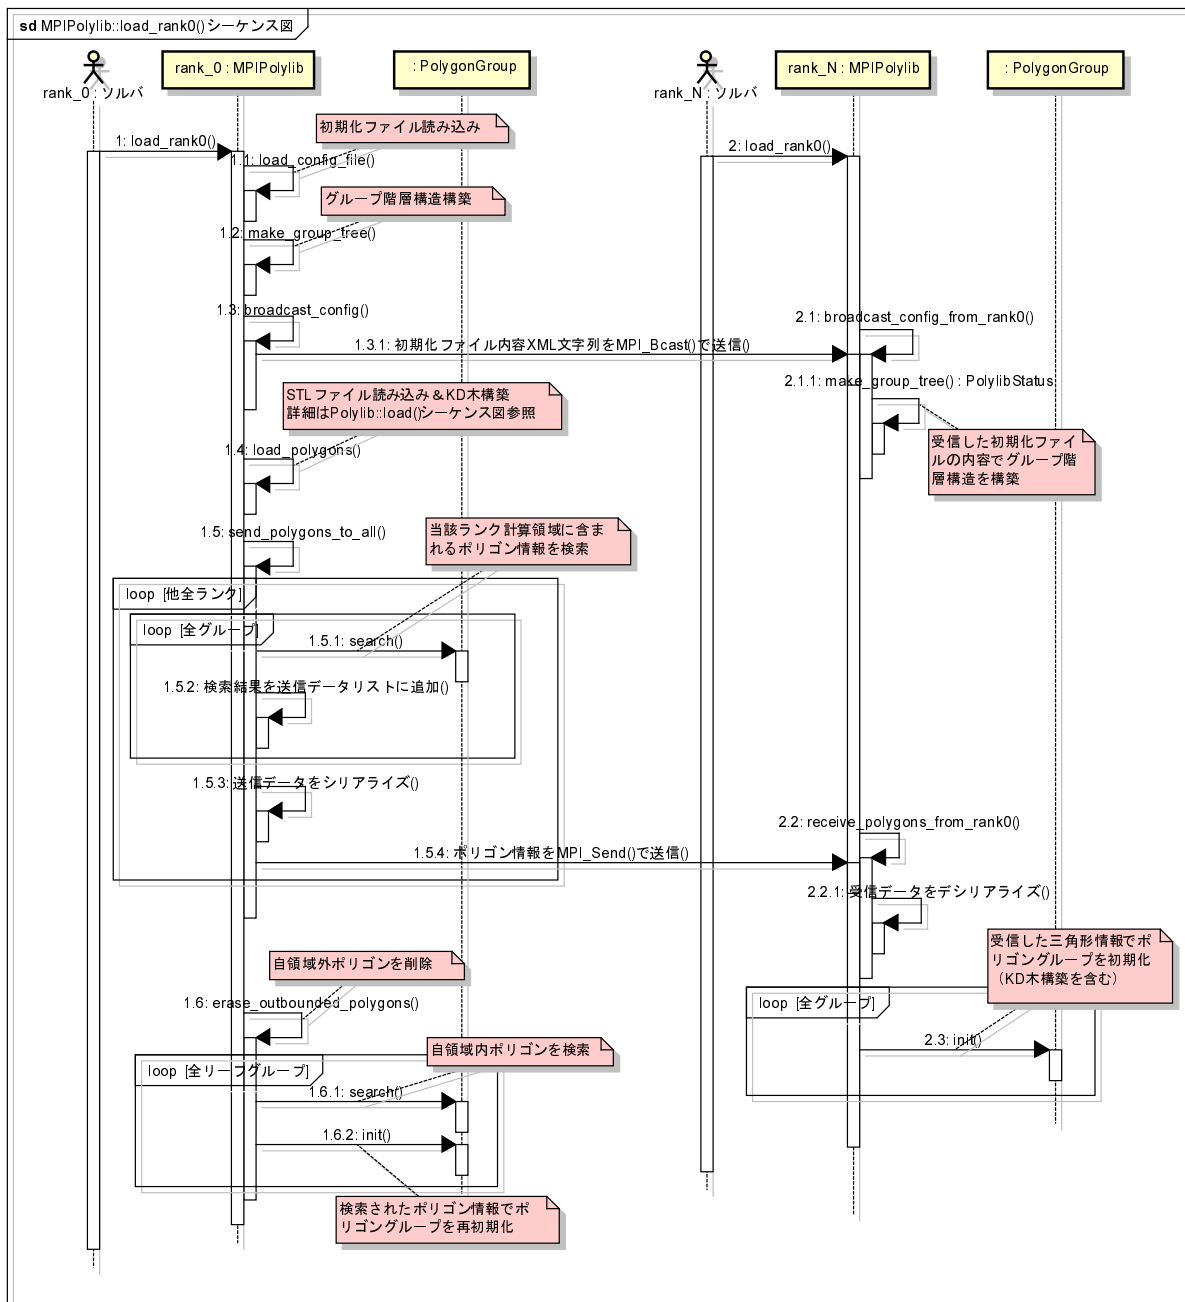 sd MPIPolylib::load_rank0()シーケンス図
rank_0 : ソルバ
rank_0 : MPIPolylib
: PolygonGroup
rank_N : ソルバ
rank_N : MPIPolylib
: PolygonGroup
初期化ファイル読み込み
1: load_rank0()
2: load_rank0()
1.1: load_config_file()
グループ階層構造構築
1.2: make_group_tree()
1.3: broadcast_config()
2.1: broadcast_config_from_rank0()
1.3.1: 初期化ファイル内容XML文字列をMPI_Bcast()で送信()
2.1.1: make_group_tree() : PolylibStatus
STLファイル読み込み＆KD木構築
詳細はPolylib::load()シーケンス図参照
受信した初期化ファイ
ルの内容でグループ階
層構造を構築
1.4: load_polygons()
1.5: send_polygons_to_all()
当該ランク計算領域に含ま
れるポリゴン情報を検索
loop [他全ランク]
loop [全グループ]
1.5.1: search()
1.5.2: 検索結果を送信データリストに追加()
1.5.3: 送信データをシリアライズ()
2.2: receive_polygons_from_rank0()
1.5.4: ポリゴン情報をMPI_Send()で送信()
2.2.1: 受信データをデシリアライズ()
受信した三角形情報でポ
リゴングループを初期化
（KD木構築を含む）
自領域外ポリゴンを削除
1.6: erase_outbounded_polygons()
loop [全グループ]
2.3: init()
自領域内ポリゴンを検索
loop [全リーフグループ]
1.6.1: search()
1.6.2: init()
検索されたポリゴン情報でポ
リゴングループを再初期化